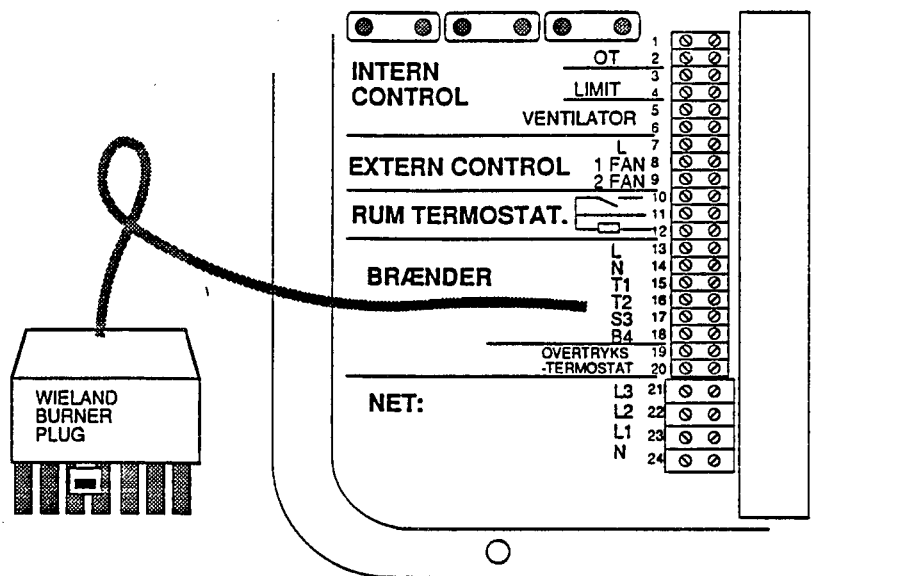 INTERN
CONTROL
1
OT 2
3
LIMIT 4
VENTILATOR 5
6
EXTERN CONTROL
L 7
1 FAN 8
2 FAN 9
RUM TERMOSTAT.
10
11
12
BRÆNDER
L 13
N 14
T1 15
T2 16
S3 17
B4 18
OVERTRYKS 19
-TERMOSTAT 20
NET:
L3 21
L2 22
L1 23
N 24
WIELAND
BURNER
PLUG